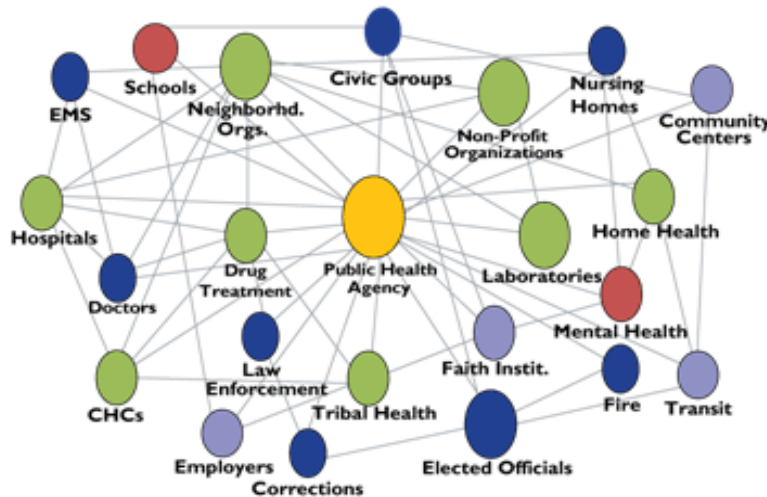 Schools
Civic Groups
EMS
Neighborhd.
Orgs.
Nursing
Homes
Non-Profit
Organizations
Community
Centers
Hospitals
Drug
Treatment
Public Health
Agency
Laboratories
Home Health
Doctors
Law
Enforcement
Faith Instit.
Mental Health
CHCs
Tribal Health
Fire
Transit
Employers
Corrections
Elected Officials